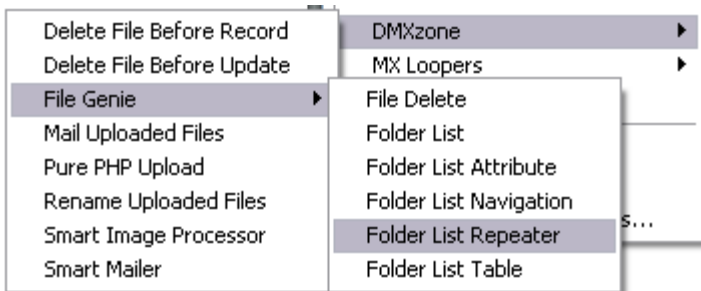 DMXzone
MX Loopers
s...
Delete File Before Record
Delete File Before Update
File Genie
Mail Uploaded Files
Pure PHP Upload
Rename Uploaded Files
Smart Image Processor
Smart Mailer
File Delete
Folder List
Folder List Attribute
Folder List Navigation
Folder List Repeater
Folder List Table